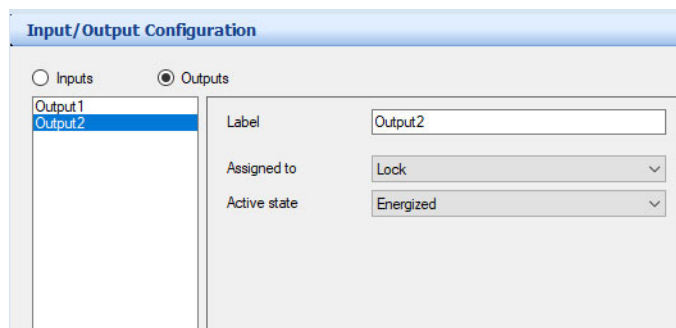 Input/Output Configuration
Inputs Outputs
Output1
Output2
Label Output2
Assigned to Lock
Active state Energized